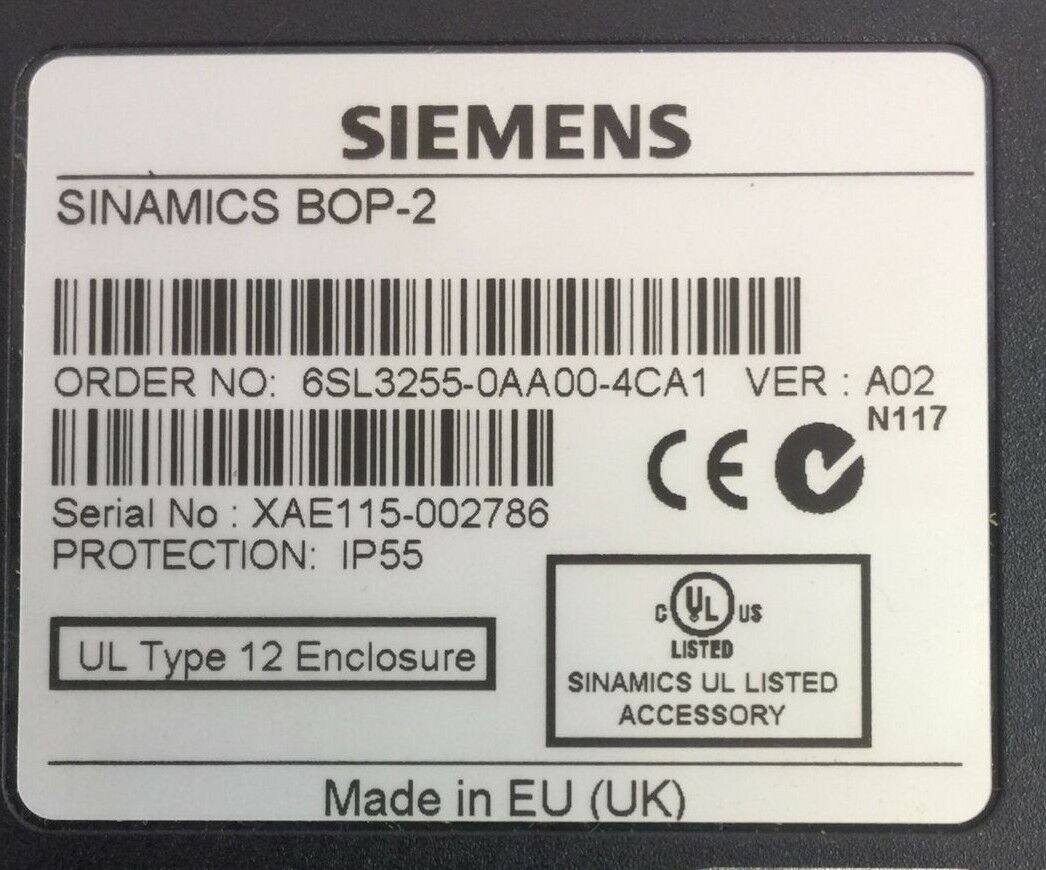 SIEMENS
SINAMICS BOP-2
ORDER NO: 6SL3255-0AA00-4CA1 VER : A02
N117
Serial No : XAE115-002786
PROTECTION: IP55
UL Type 12 Enclosure
C UL US
LISTED
SINAMICS UL LISTED
ACCESSORY
Made in EU (UK)